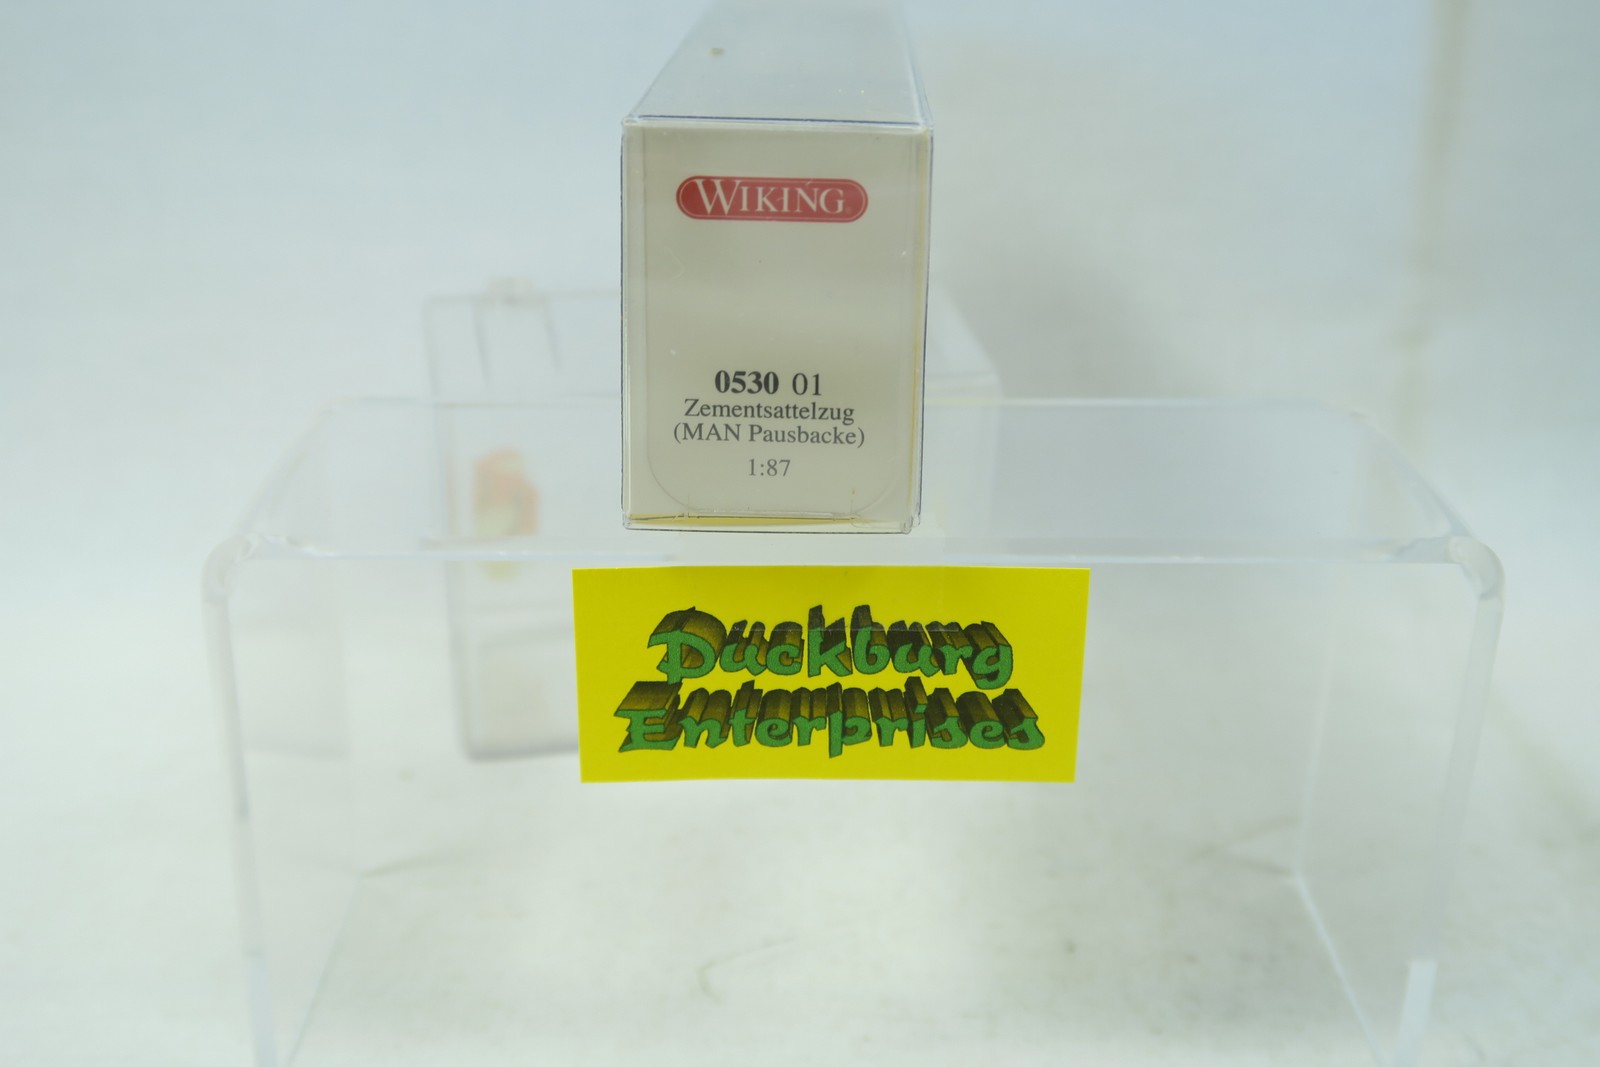 WIKING
0530 01
Zementsattelzug
(MAN Pausbacke)
1:87
Duckburg
Enterprises